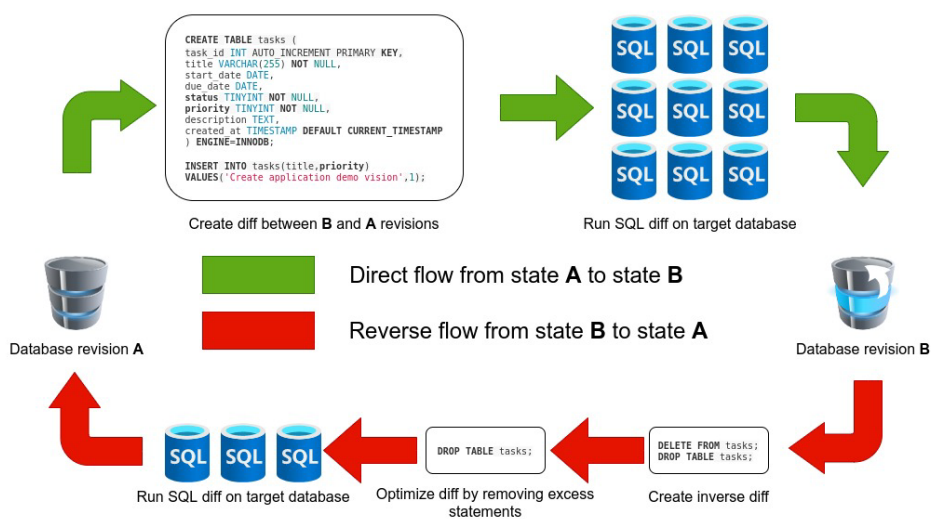 CREATE TABLE tasks (
task_id INT AUTO_INCREMENT PRIMARY KEY,
title VARCHAR(255) NOT NULL,
start_date DATE,
due_date DATE,
status TINYINT NOT NULL,
priority TINYINT NOT NULL,
description TEXT,
created_at TIMESTAMP DEFAULT CURRENT_TIMESTAMP
) ENGINE=INNODB;
INSERT INTO tasks(title,priority)
VALUES('Create application demo vision',1);
Create diff between B and A revisions
SQL SQL SQL
SQL SQL SQL
SQL SQL SQL
Run SQL diff on target database
Direct flow from state A to state B
Reverse flow from state B to state A
Database revision A
Database revision B
SQL SQL SQL
Run SQL diff on target database
DROP TABLE tasks;
Optimize diff by removing excess
statements
DELETE FROM tasks;
DROP TABLE tasks;
Create inverse diff